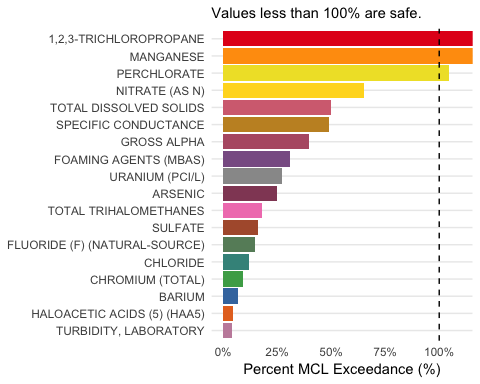 Values less than 100% are safe.
1,2,3-TRICHLOROPROPANE
MANGANESE
PERCHLORATE
NITRATE (AS N)
TOTAL DISSOLVED SOLIDS
SPECIFIC CONDUCTANCE
GROSS ALPHA
FOAMING AGENTS (MBAS)
URANIUM (PCI/L)
ARSENIC
TOTAL TRIHALOMETHANES
SULFATE
FLUORIDE (F) (NATURAL-SOURCE)
CHLORIDE
CHROMIUM (TOTAL)
BARIUM
HALOACETIC ACIDS (5) (HAA5)
TURBIDITY, LABORATORY
0% 25% 50% 75% 100%
Percent MCL Exceedance (%)